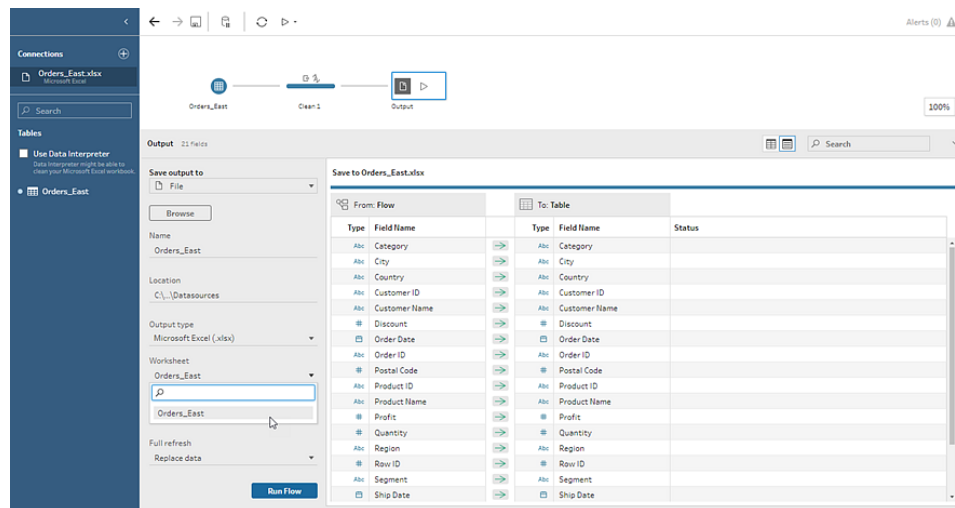 Alerts (0)
Connections
Orders_East.xlsx
Microsoft Excel
Search
Tables
Use Data Interpreter
Data Interpreter might be able to
clean your Microsoft Excel workbook.
Orders_East
Orders_East
Clean 1
Output
100%
Output 21 fields
Search
Save output to
File
Browse
Name
Orders_East
Location
C:\...\Datasources
Output type
Microsoft Excel (.xlsx)
Worksheet
Orders_East
Orders_East
Full refresh
Replace data
Run Flow
Save to Orders_East.xlsx
From: Flow To: Table
Type Field Name Type Field Name Status
Abc Category Abc Category
Abc City Abc City
Abc Country Abc Country
Abc Customer ID Abc Customer ID
Abc Customer Name Abc Customer Name
# Discount # Discount
Order Date Order Date
Abc Order ID Abc Order ID
# Postal Code # Postal Code
Abc Product ID Abc Product ID
Abc Product Name Abc Product Name
# Profit # Profit
# Quantity # Quantity
Abc Region Abc Region
# Row ID # Row ID
Abc Segment Abc Segment
Ship Date Ship Date